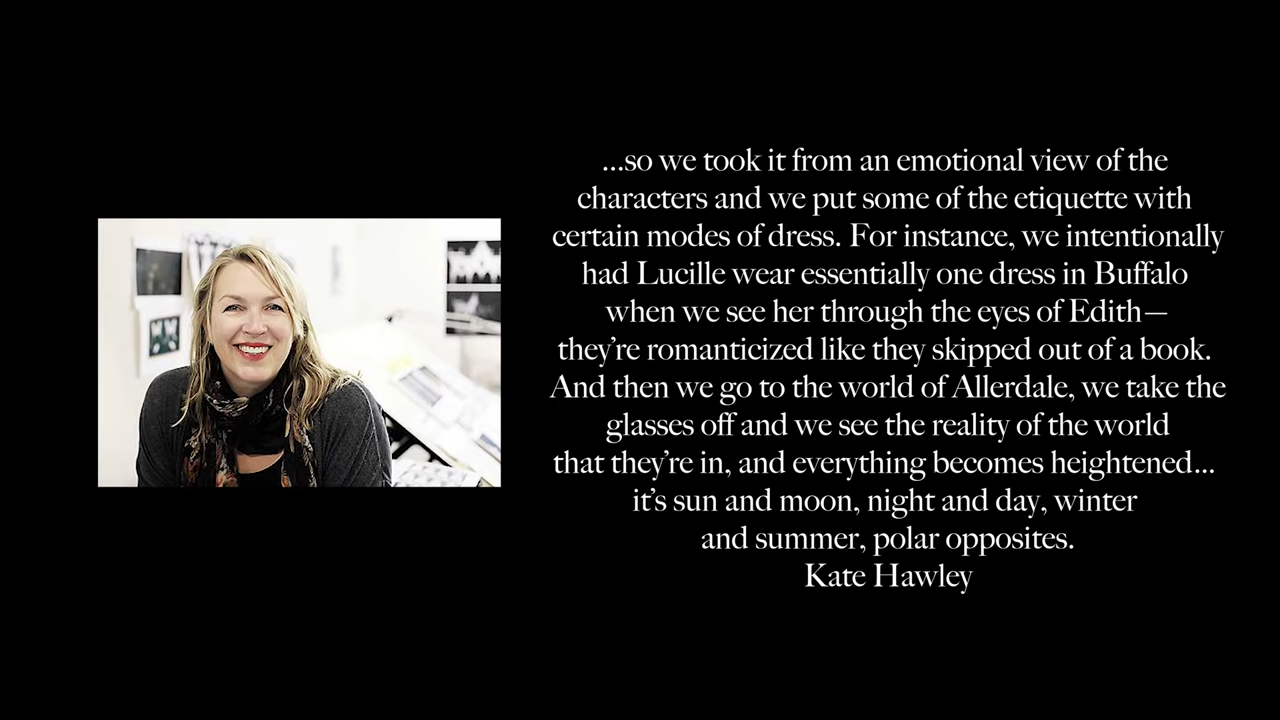 ...so we took it from an emotional view of the
characters and we put some of the etiquette with
certain modes of dress. For instance, we intentionally
had Lucille wear essentially one dress in Buffalo
when we see her through the eyes of Edith—
they're romanticized like they skipped out of a book.
And then we go to the world of Allerdale, we take the
glasses off and we see the reality of the world
that they're in, and everything becomes heightened...
it's sun and moon, night and day, winter
and summer, polar opposites.
Kate Hawley